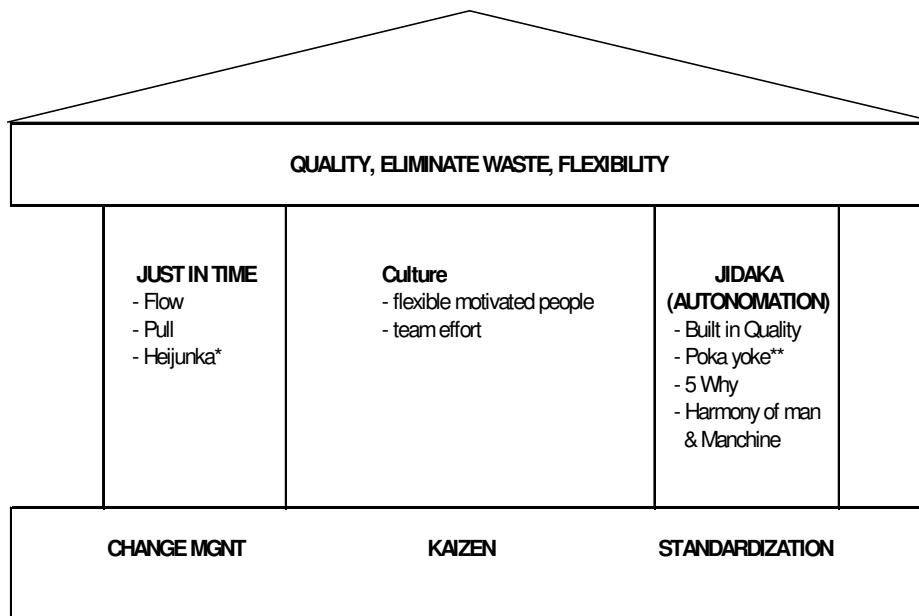 QUALITY, ELIMINATE WASTE, FLEXIBILITY
JUST IN TIME
- Flow
- Pull
- Heijunka*
Culture
- flexible motivated people
- team effort
JIDAKA
(AUTONOMATION)
- Built in Quality
- Poka yoke**
- 5 Why
- Harmony of man
& Manchine
CHANGE MGNT
KAIZEN
STANDARDIZATION